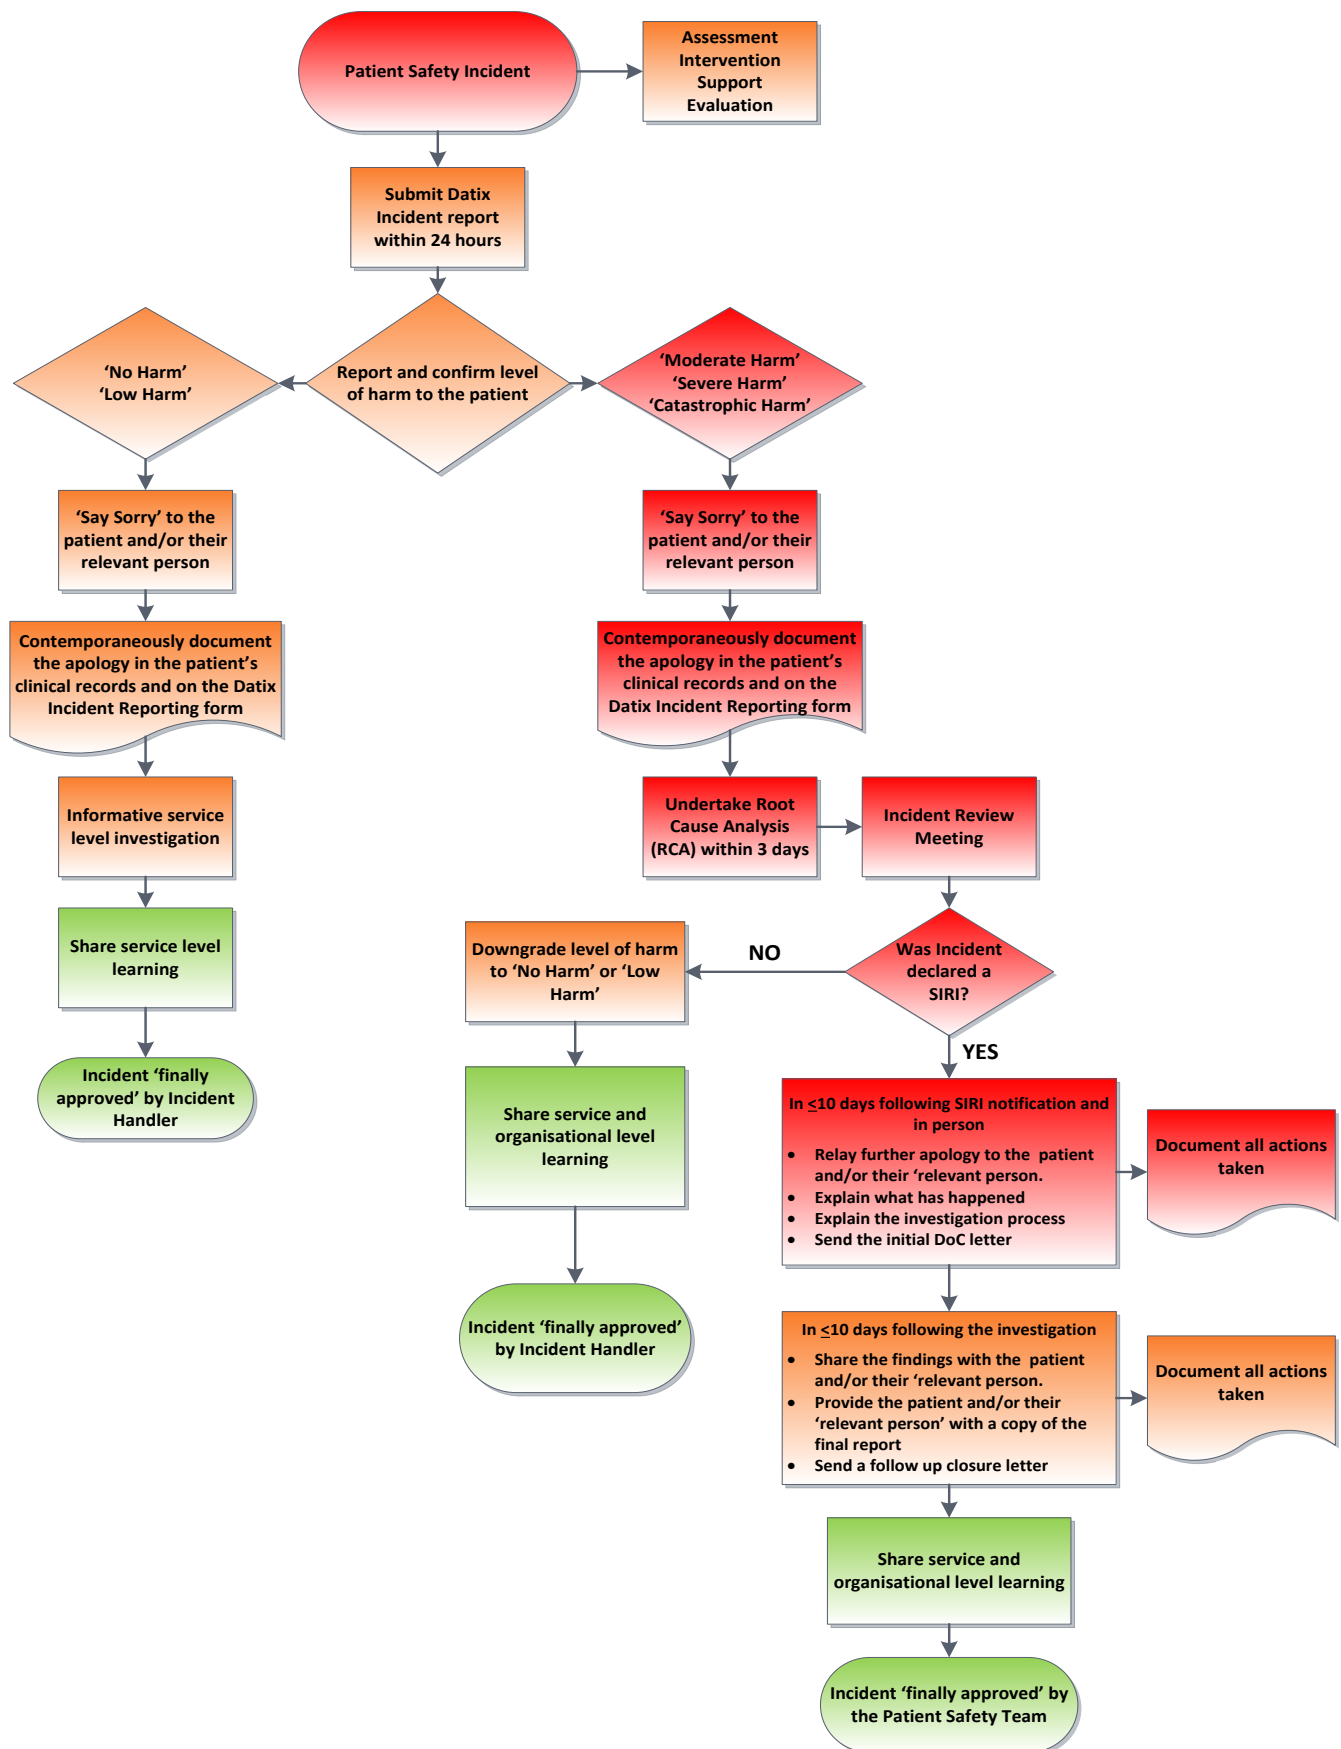 Patient Safety Incident
Assessment
Intervention
Support
Evaluation
Submit Datix
Incident report
within 24 hours
‘No Harm’
‘Low Harm’
Report and confirm level
of harm to the patient
‘Moderate Harm’
‘Severe Harm’
‘Catastrophic Harm’
‘Say Sorry’ to the
patient and/or their
relevant person
‘Say Sorry’ to the
patient and/or their
relevant person
Contemporaneously document
the apology in the patient’s
clinical records and on the Datix
Incident Reporting form
Contemporaneously document
the apology in the patient’s
clinical records and on the
Datix Incident Reporting form
Informative service
level investigation
Undertake Root
Cause Analysis
(RCA) within 3 days
Incident Review
Meeting
Share service level
learning
Downgrade level of harm
to ‘No Harm’ or ‘Low
Harm’
NO
Was Incident
declared a
SIRI?
YES
Incident ‘finally
approved’ by Incident
Handler
Share service and
organisational level
learning
In ≤10 days following SIRI notification and
in person
• Relay further apology to the  patient
and/or their ‘relevant person.
• Explain what has happened
• Explain the investigation process
• Send the initial DoC letter
Document all actions
taken
Incident ‘finally approved’
by Incident Handler
In ≤10 days following the investigation
• Share the findings with the  patient
and/or their ‘relevant person.
• Provide the patient and/or their
‘relevant person’ with a copy of the
final report
• Send a follow up closure letter
Document all actions
taken
Share service and
organisational level learning
Incident ‘finally approved’ by
the Patient Safety Team